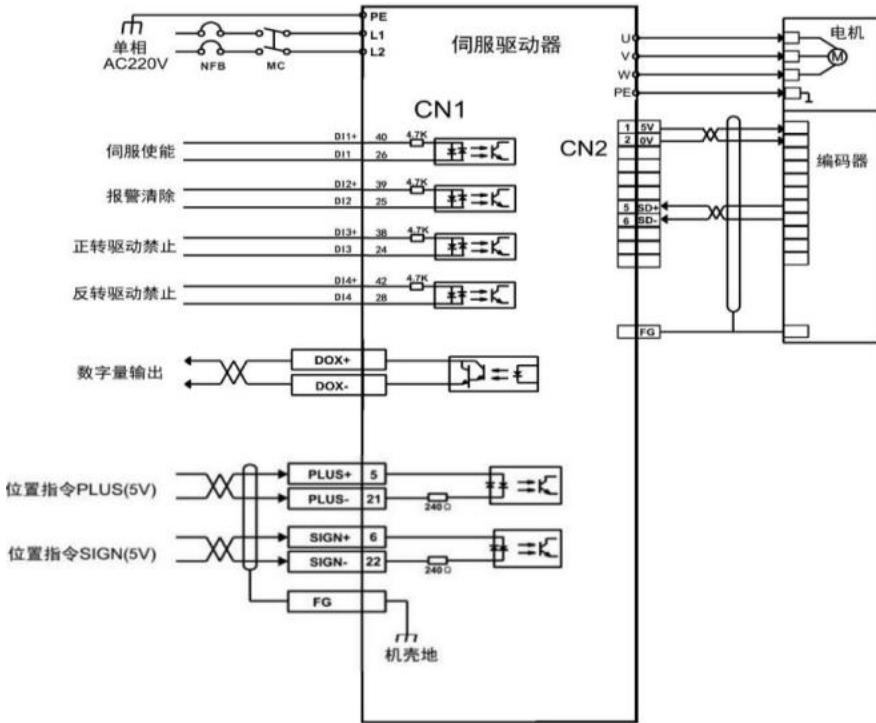 PE
L1
L2
单相
AC220V
NFB
MC
伺服驱动器
U
V
W
PE
电机
M
CN1
CN2
1 5V
2 0V
5 SD+
6 SD-
FG
编码器
伺服使能
DI1+ 40 4.7K
DI1 26
报警清除
DI2+ 39 4.7K
DI2 25
正转驱动禁止
DI3+ 38 4.7K
DI3 24
反转驱动禁止
DI4+ 42 4.7K
DI4 28
数字量输出
DOX+
DOX-
位置指令PLUS(5V)
PLUS+ 5
PLUS- 21
240Ω
位置指令SIGN(5V)
SIGN+ 6
SIGN- 22
240Ω
FG
机壳地